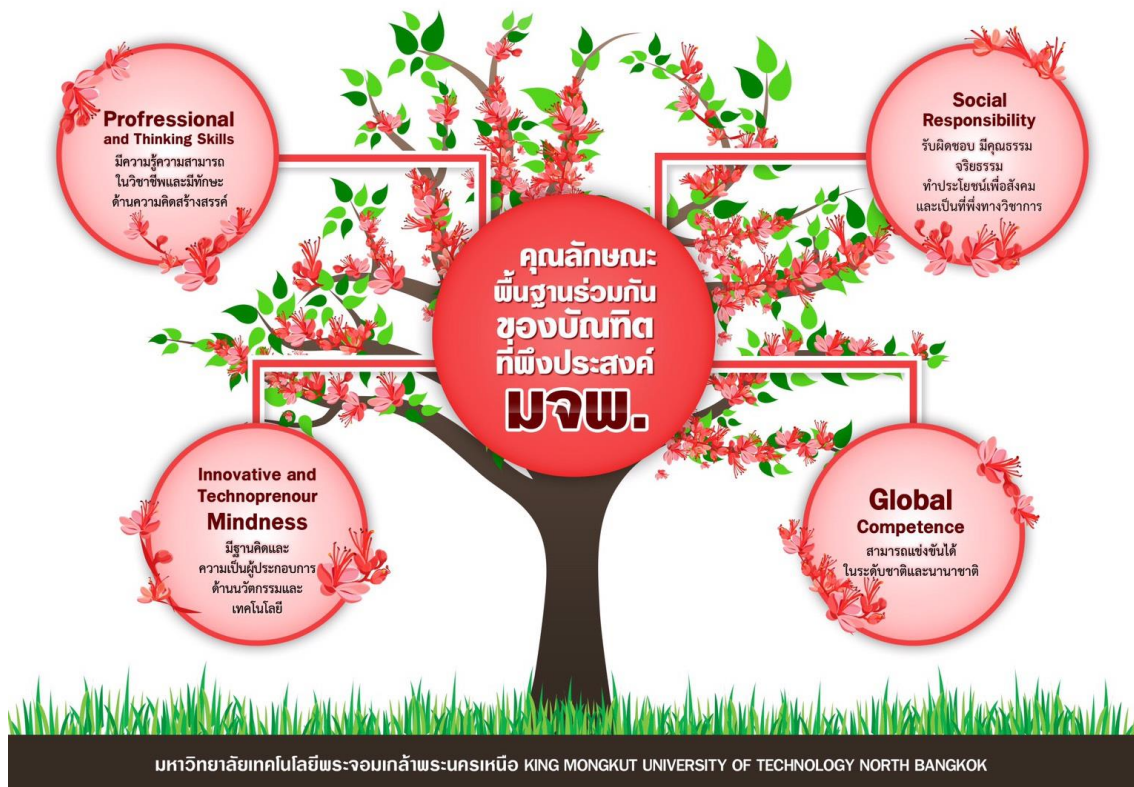 Profressional
and Thinking Skills
มีความรู้ความสามารถ
ในวิชาชีพและมีทักษะ
ด้านความคิดสร้างสรรค์
Social
Responsibility
รับผิดชอบ มีคุณธรรม
จริยธรรม
ทำประโยชน์เพื่อสังคม
และเป็นที่พึ่งทางวิชาการ
คุณลักษณะ
พื้นฐานร่วมกัน
ของบัณฑิต
ที่พึงประสงค์
มจพ.
Innovative and
Technoprenour
Mindness
มีฐานคิดและ
ความเป็นผู้ประกอบการ
ด้านนวัตกรรมและ
เทคโนโลยี
Global
Competence
สามารถแข่งขันได้
ในระดับชาติและนานาชาติ
มหาวิทยาลัยเทคโนโลยีพระจอมเกล้าพระนครเหนือ KING MONGKUT UNIVERSITY OF TECHNOLOGY NORTH BANGKOK